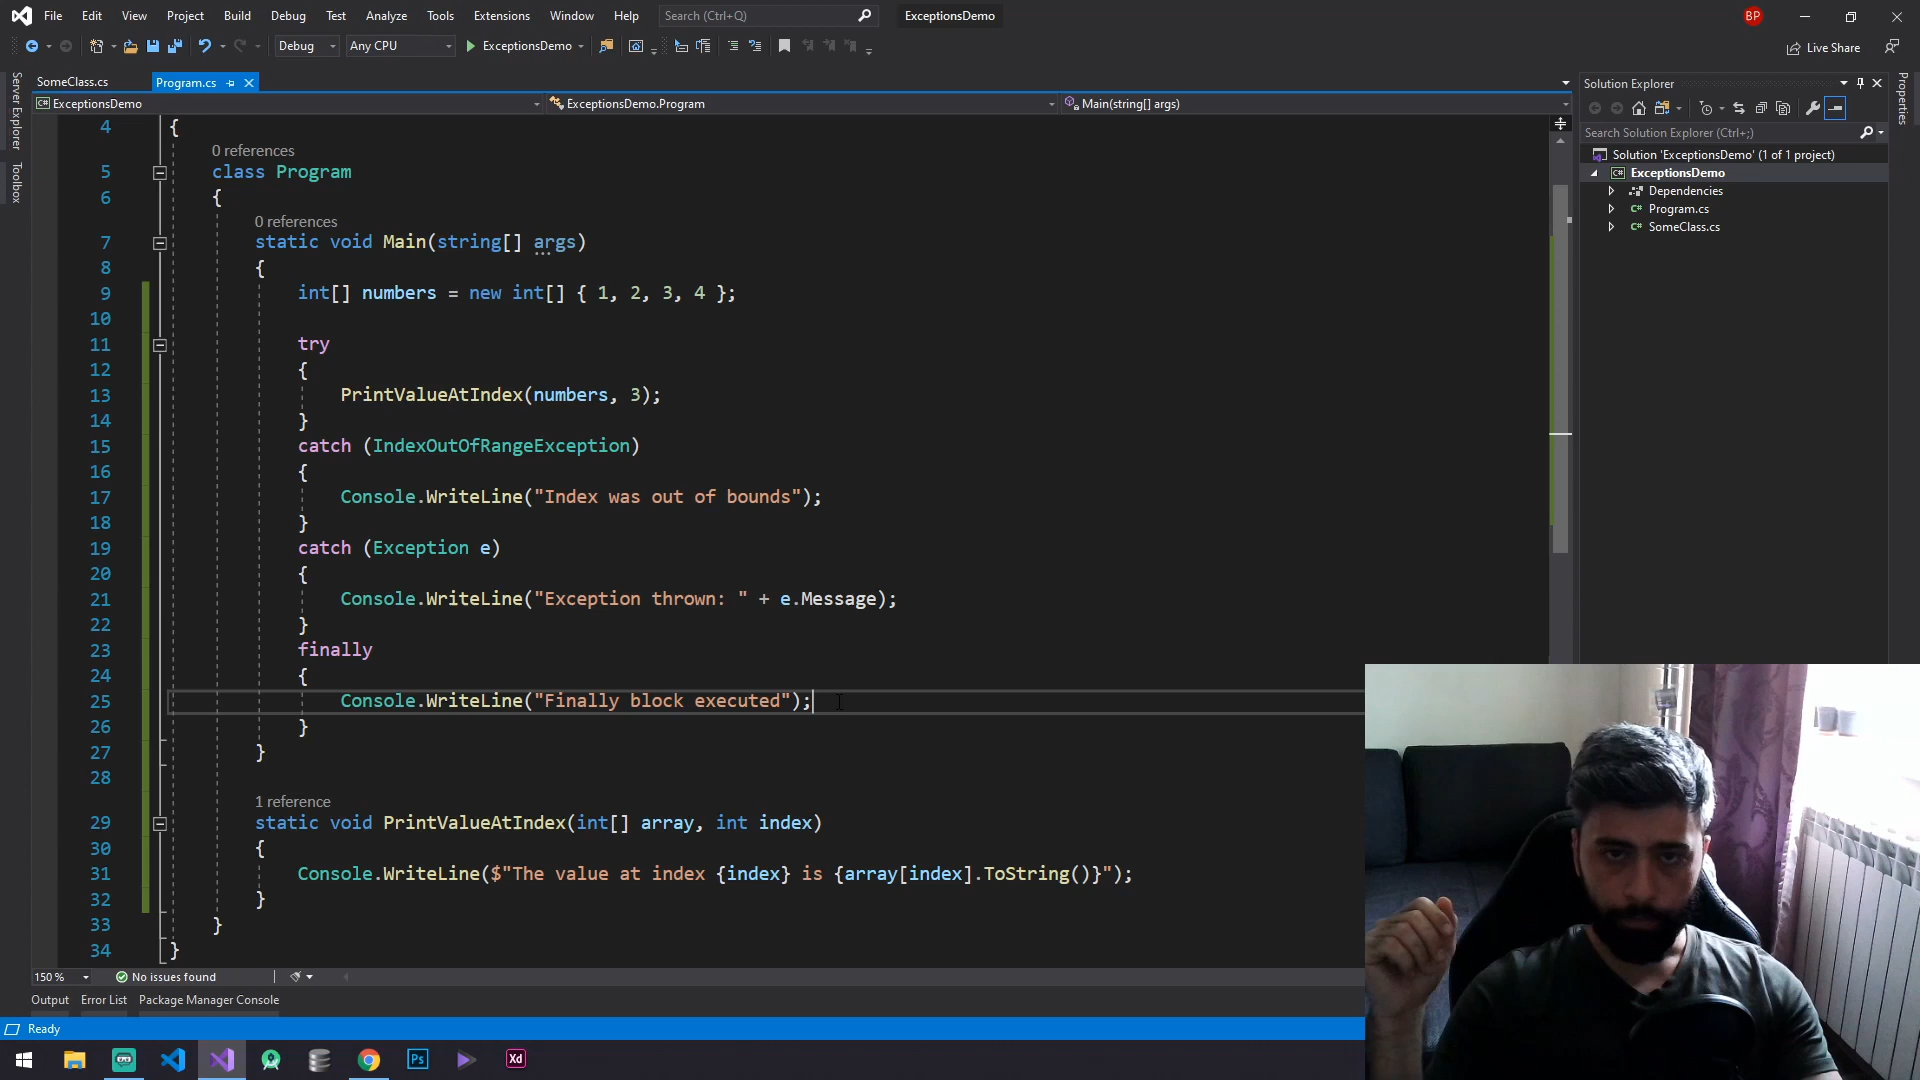 File Edit View Project Build Debug Test Analyze Tools Extensions Window Help Search (Ctrl+Q) ExceptionsDemo BP
Debug Any CPU ExceptionsDemo Live Share
SomeClass.cs Program.cs
ExceptionsDemo ExceptionsDemo.Program Main(string[] args)
Server Explorer
Toolbox
4 {
0 references
5 class Program
6 {
0 references
7 static void Main(string[] args)
8 {
9 int[] numbers = new int[] { 1, 2, 3, 4 };
10
11 try
12 {
13 PrintValueAtIndex(numbers, 3);
14 }
15 catch (IndexOutOfRangeException)
16 {
17 Console.WriteLine("Index was out of bounds");
18 }
19 catch (Exception e)
20 {
21 Console.WriteLine("Exception thrown: " + e.Message);
22 }
23 finally
24 {
25 Console.WriteLine("Finally block executed");
26 }
27 }
28
1 reference
29 static void PrintValueAtIndex(int[] array, int index)
30 {
31 Console.WriteLine($"The value at index {index} is {array[index].ToString()}");
32 }
33 }
34 }
150 % No issues found
Output Error List Package Manager Console
Ready
Solution Explorer
Search Solution Explorer (Ctrl+;)
Solution 'ExceptionsDemo' (1 of 1 project)
C# ExceptionsDemo
Dependencies
C# Program.cs
C# SomeClass.cs
Properties
Ps Xd